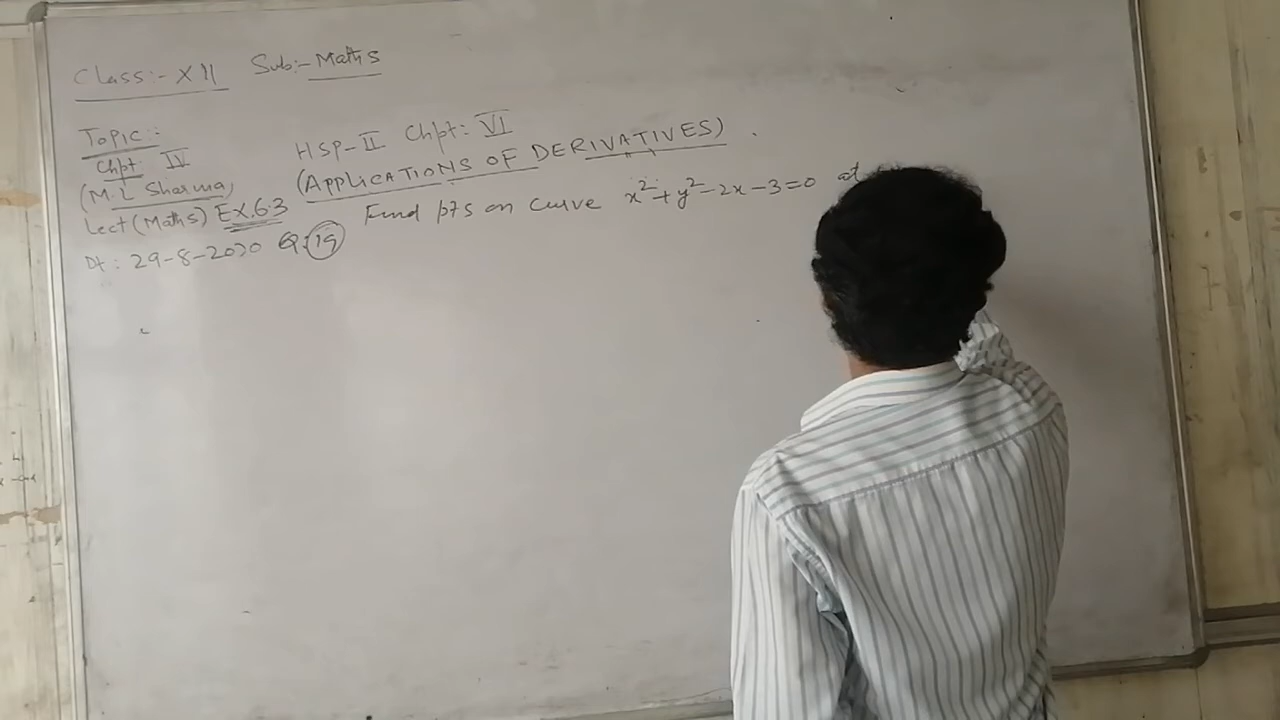 Class:- XII Sub:- Maths
Topic:
Chpt IV HSP-II Chpt: VI
(M.L Sharma, (APPLICATIONS OF DERIVATIVES).
Lect (Maths) EX.6.3 Find pts on curve x²+y²-2x-3=0 at
Dt: 29-8-2020 Q.19